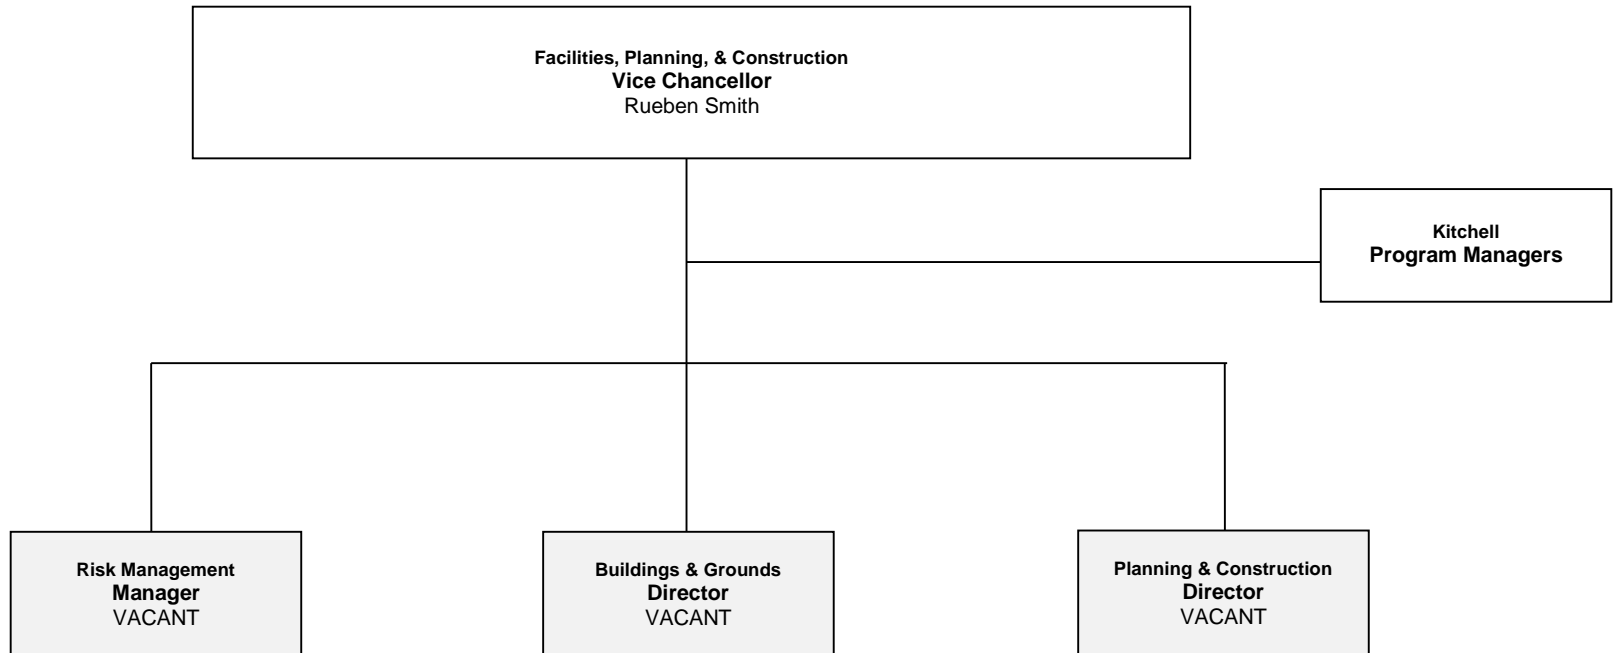 Facilities, Planning, & Construction
Vice Chancellor
Rueben Smith
Kitchell
Program Managers
Risk Management
Manager
VACANT
Buildings & Grounds
Director
VACANT
Planning & Construction
Director
VACANT